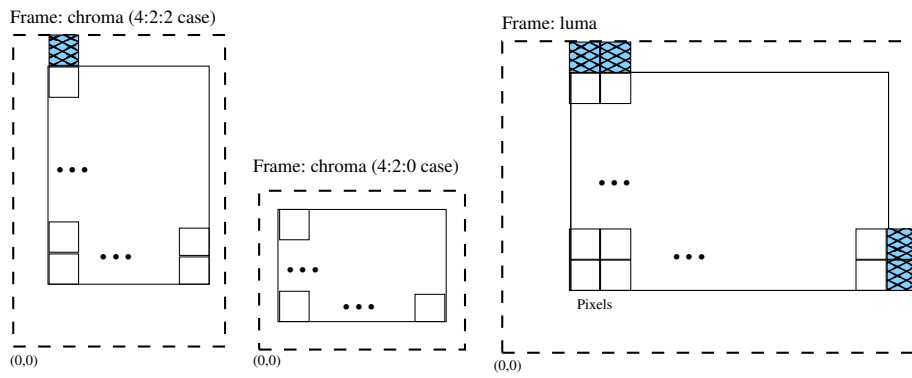 Frame: chroma (4:2:2 case)
Frame: luma
Frame: chroma (4:2:0 case)
Pixels
(0,0)
(0,0)
(0,0)